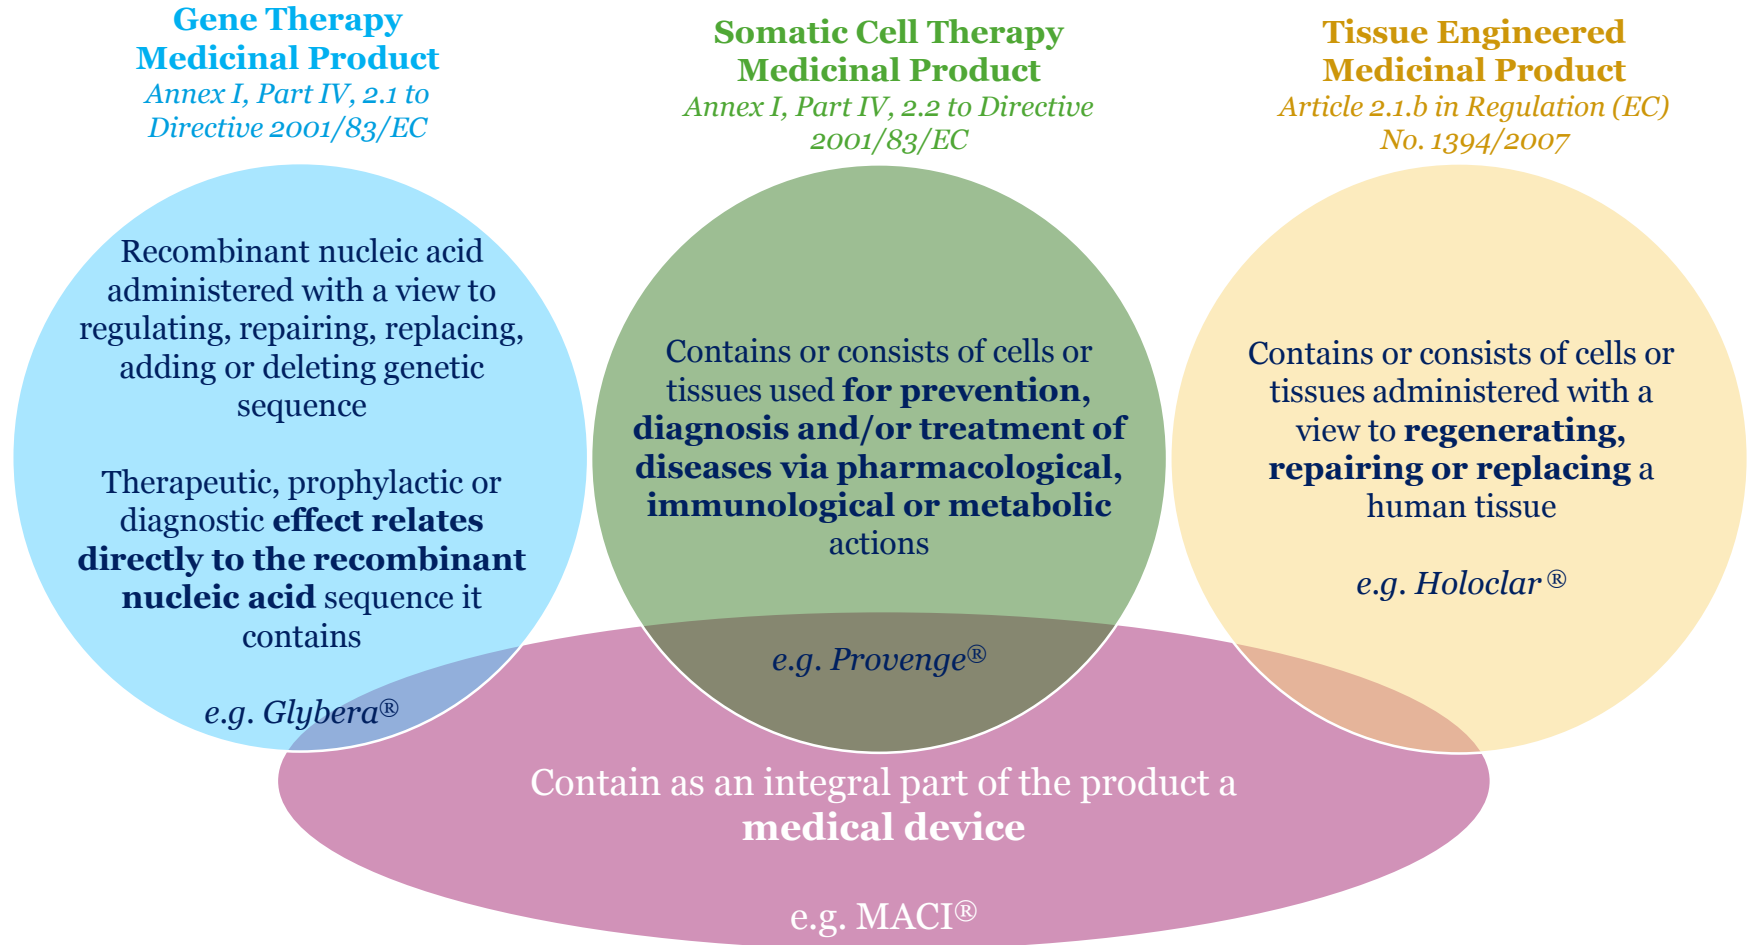 Gene Therapy
Medicinal Product
Annex I, Part IV, 2.1 to
Directive 2001/83/EC
Recombinant nucleic acid
administered with a view to
regulating, repairing, replacing,
adding or deleting genetic
sequence
Therapeutic, prophylactic or
diagnostic effect relates
directly to the recombinant
nucleic acid sequence it
contains
e.g. Glybera®
Somatic Cell Therapy
Medicinal Product
Annex I, Part IV, 2.2 to Directive
2001/83/EC
Contains or consists of cells or
tissues used for prevention,
diagnosis and/or treatment of
diseases via pharmacological,
immunological or metabolic
actions
e.g. Provenge®
Tissue Engineered
Medicinal Product
Article 2.1.b in Regulation (EC)
No. 1394/2007
Contains or consists of cells or
tissues administered with a
view to regenerating,
repairing or replacing a
human tissue
e.g. Holoclar ®
Contain as an integral part of the product a
medical device
e.g. MACI®